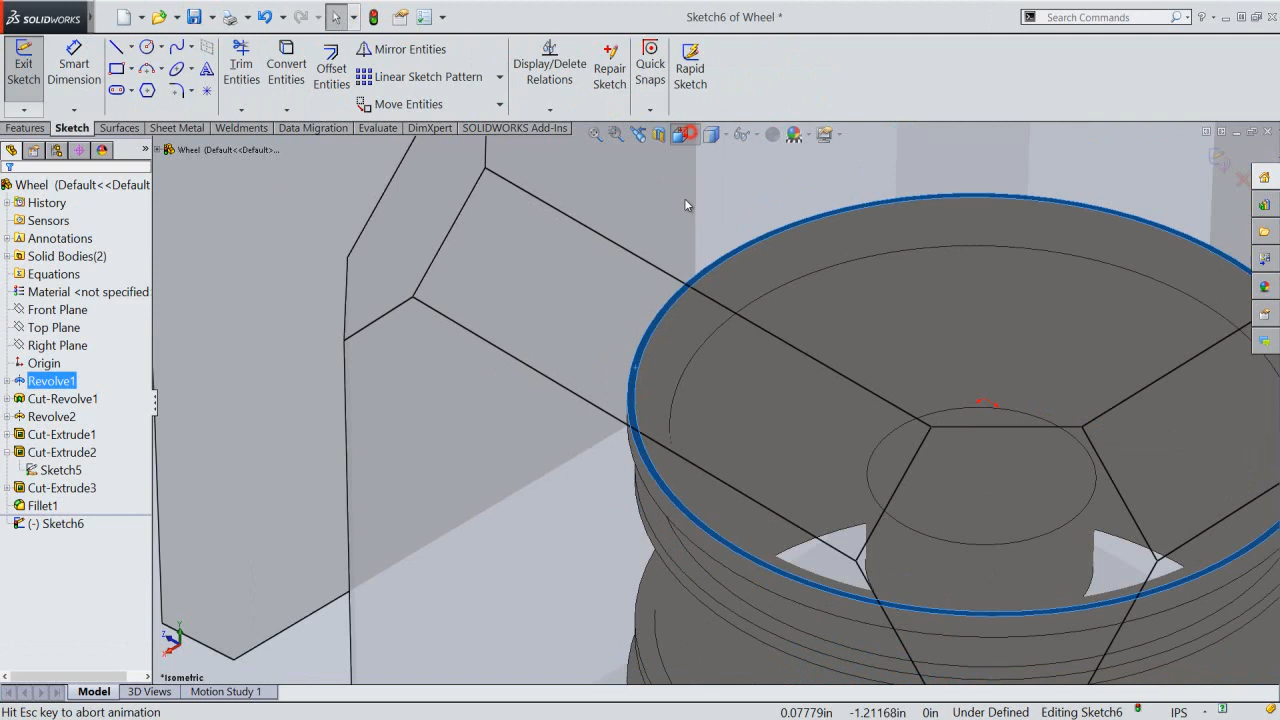 SOLIDWORKS
Sketch6 of Wheel *
Search Commands
Exit Sketch
Smart Dimension
Trim Entities
Convert Entities
Offset Entities
Mirror Entities
Linear Sketch Pattern
Move Entities
Display/Delete Relations
Repair Sketch
Quick Snaps
Rapid Sketch
Features
Sketch
Surfaces
Sheet Metal
Weldments
Data Migration
Evaluate
DimXpert
SOLIDWORKS Add-Ins
Wheel (Default<<Default>...
Wheel (Default<<Default
History
Sensors
Annotations
Solid Bodies(2)
Equations
Material <not specified
Front Plane
Top Plane
Right Plane
Origin
Revolve1
Cut-Revolve1
Revolve2
Cut-Extrude1
Cut-Extrude2
Sketch5
Cut-Extrude3
Fillet1
(-) Sketch6
Y
Z
X
*Isometric
Model
3D Views
Motion Study 1
Hit Esc key to abort animation
0.07779in
-1.21168in
0in
Under Defined
Editing Sketch6
IPS